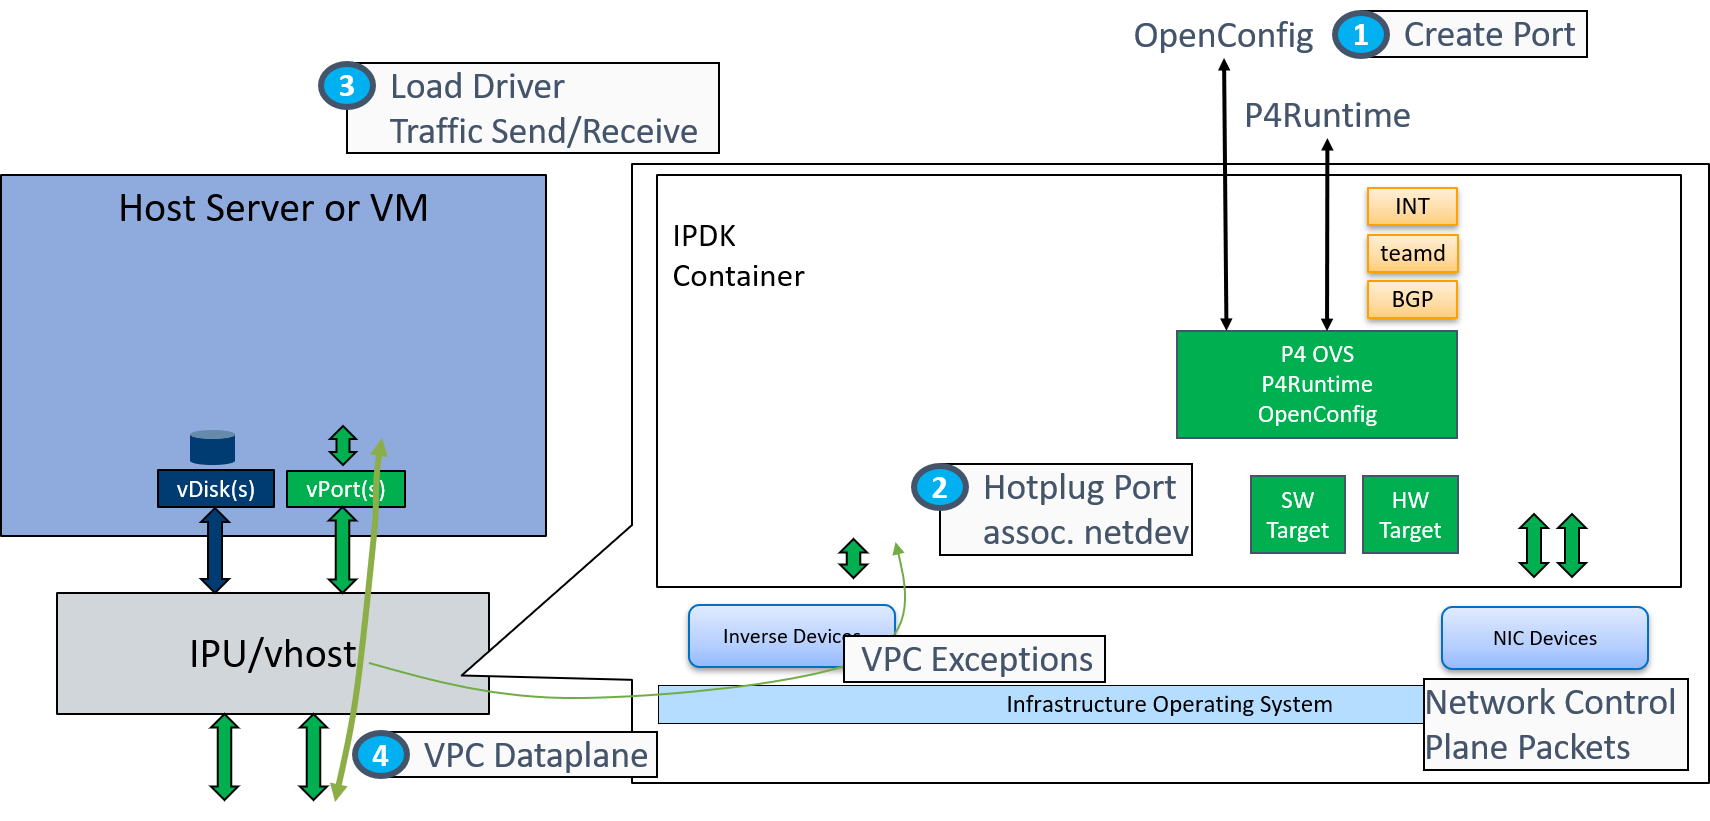 OpenConfig
1
Create Port
3
Load Driver
Traffic Send/Receive
P4Runtime
Host Server or VM
IPDK
Container
INT
teamd
BGP
P4 OVS
P4Runtime
OpenConfig
vDisk(s)
vPort(s)
2
Hotplug Port
assoc. netdev
SW
Target
HW
Target
IPU/vhost
Inverse Devices
NIC Devices
VPC Exceptions
Infrastructure Operating System
Network Control
Plane Packets
4
VPC Dataplane